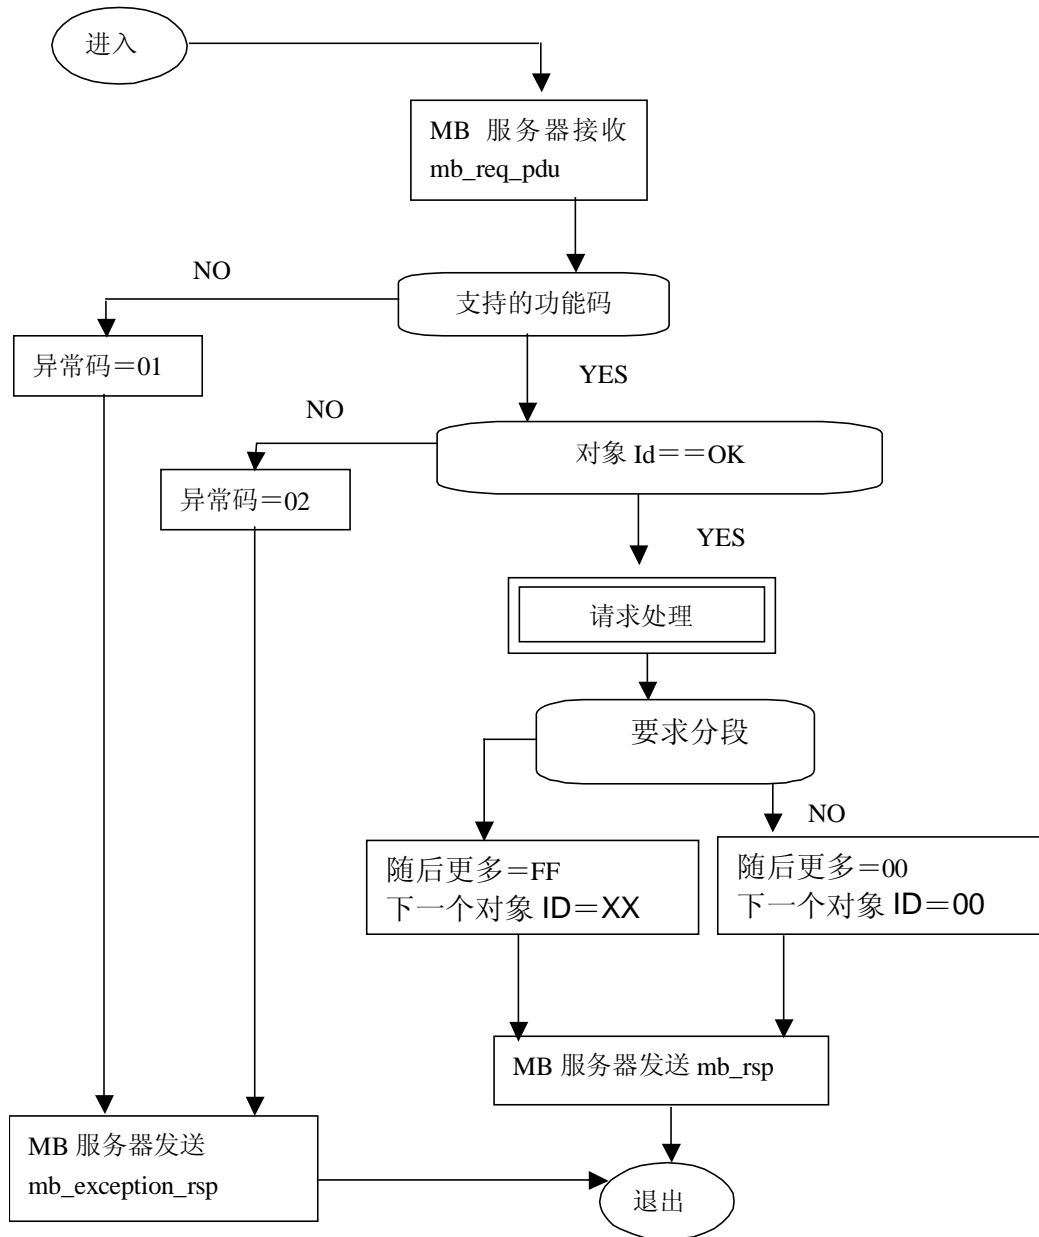 进入
MB 服务器接收
mb_req_pdu
NO
支持的功能码
异常码＝01
YES
NO
对象 Id＝＝OK
异常码＝02
YES
请求处理
要求分段
NO
随后更多＝FF
下一个对象 ID＝XX
随后更多＝00
下一个对象 ID＝00
MB 服务器发送 mb_rsp
MB 服务器发送
mb_exception_rsp
退出